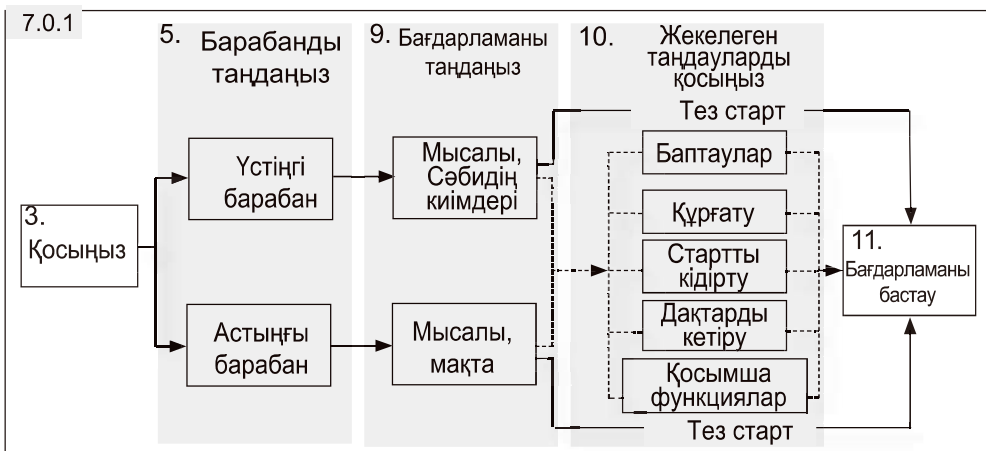 7.0.1
3.
Қосыңыз
5. Барабанды
таңдаңыз
Үстіңгі
барабан
Астыңғы
барабан
9. Бағдарламаны
таңдаңыз
Мысалы,
Сәбидің
киімдері
Мысалы,
мақта
10. Жекелеген
таңдауларды
қосыңыз
Тез старт
Баптаулар
Құрғату
Стартты
кідірту
Дақтарды
кетіру
Қосымша
функциялар
Тез старт
11.
Бағдарламаны
бастау